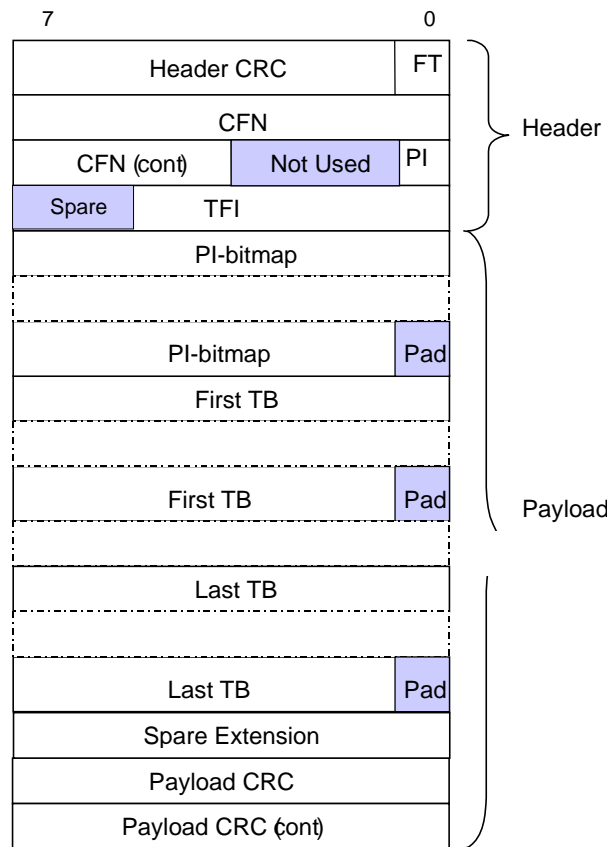 7 0
Header CRC FT
Header
CFN
CFN (cont) Not Used PI
Spare TFI
PI-bitmap
PI-bitmap Pad
First TB
First TB Pad
Payload
Last TB
Last TB Pad
Spare Extension
Payload CRC
Payload CRC (cont)